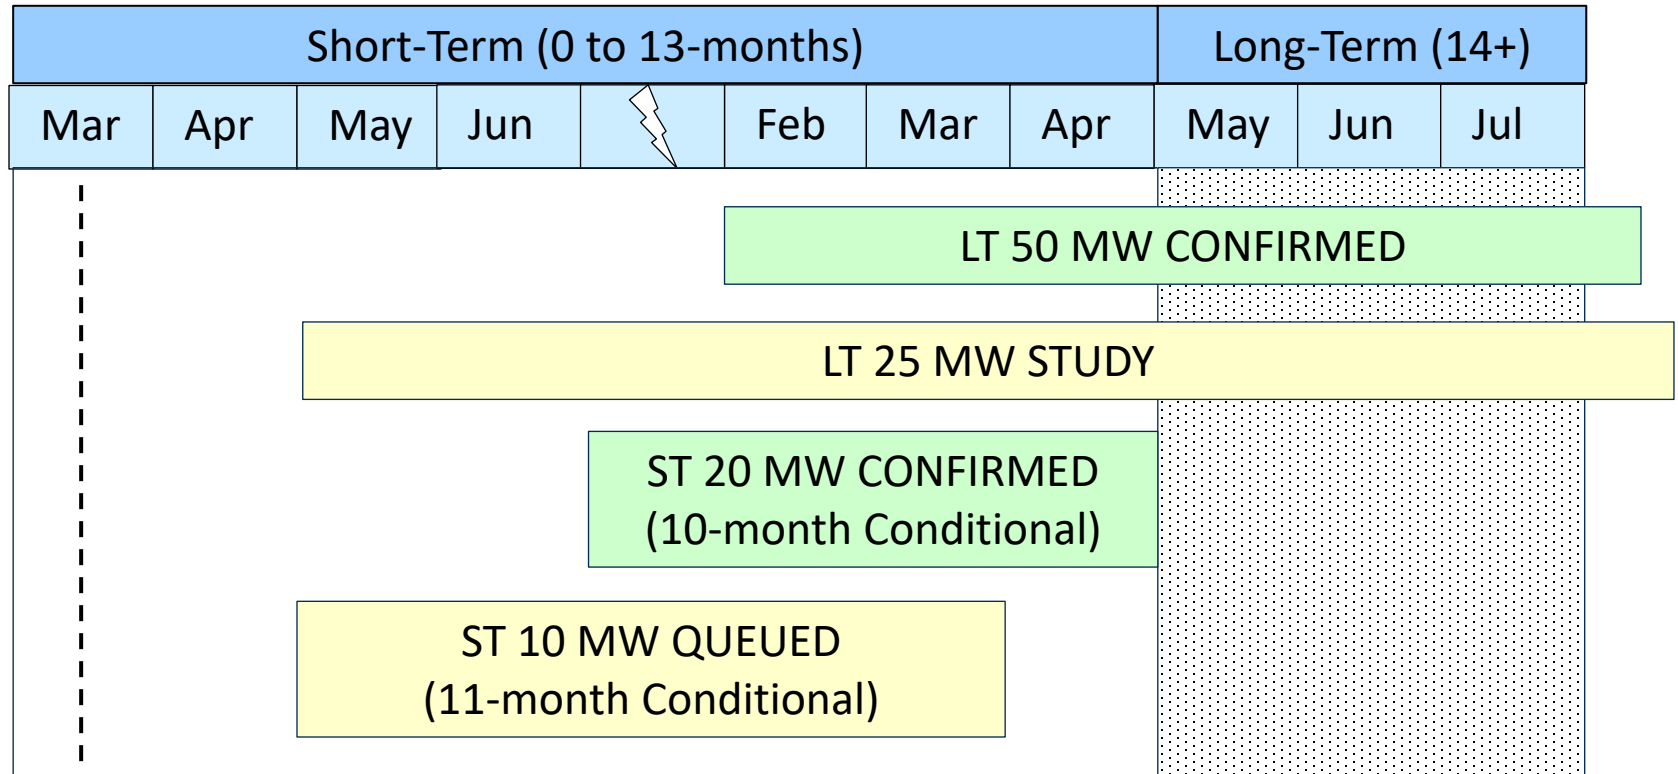 Short-Term (0 to 13-months) Long-Term (14+)
Mar Apr May Jun Feb Mar Apr May Jun Jul
LT 50 MW CONFIRMED
LT 25 MW STUDY
ST 20 MW CONFIRMED
(10-month Conditional)
ST 10 MW QUEUED
(11-month Conditional)